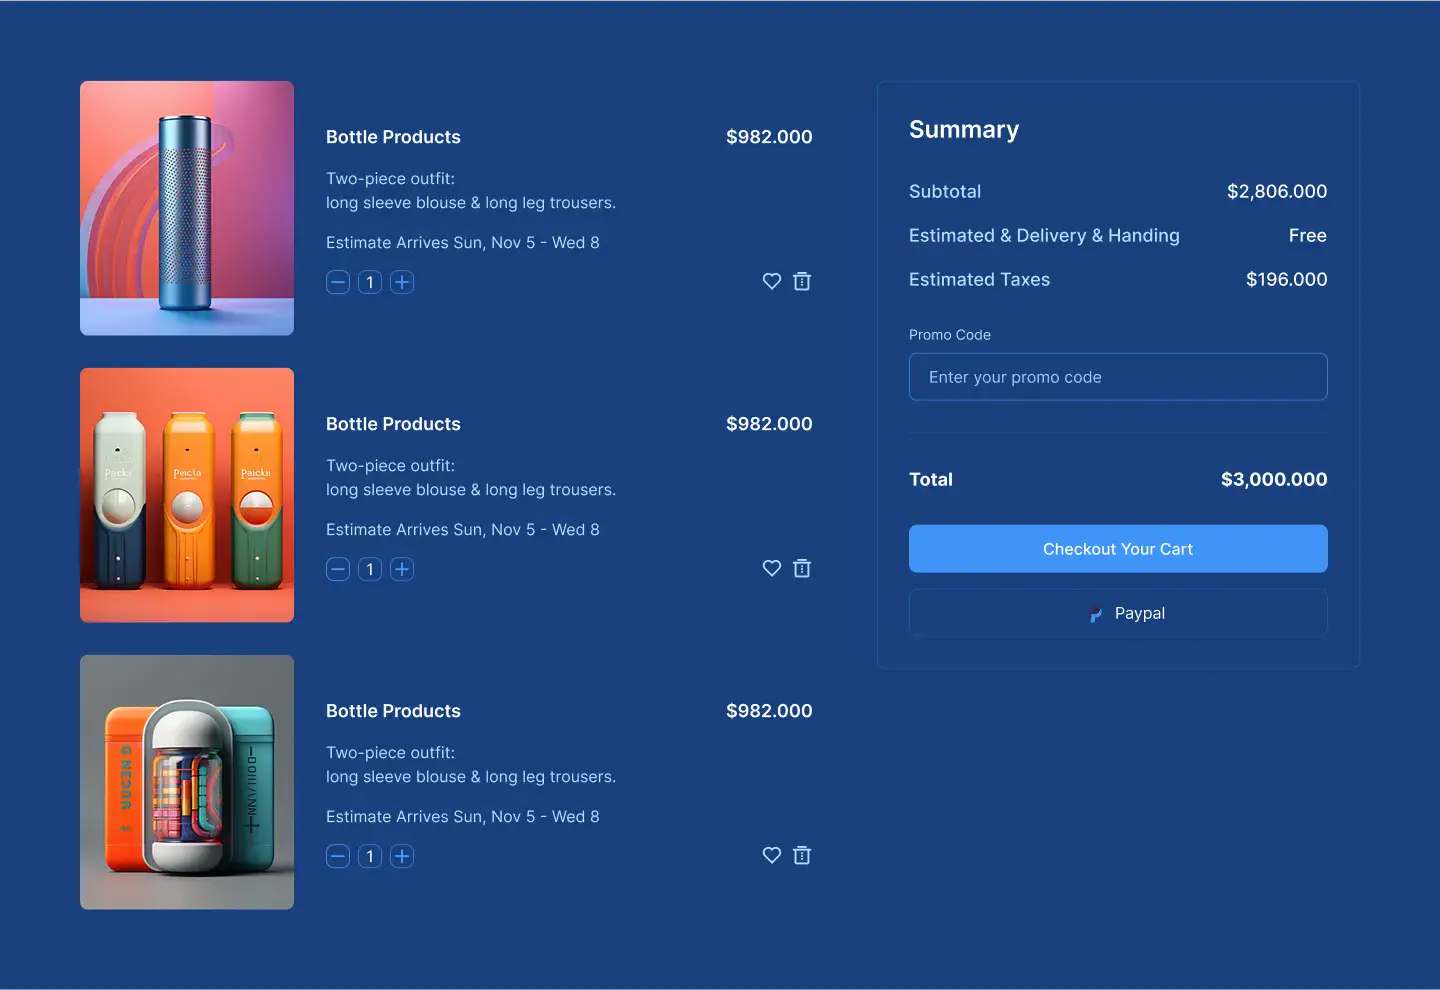 Bottle Products
$982.000
Two-piece outfit:
long sleeve blouse & long leg trousers.
Estimate Arrives Sun, Nov 5 - Wed 8
1
Packs
Pacia
Packu
Bottle Products
$982.000
Two-piece outfit:
long sleeve blouse & long leg trousers.
Estimate Arrives Sun, Nov 5 - Wed 8
1
Bottle Products
$982.000
Two-piece outfit:
long sleeve blouse & long leg trousers.
Estimate Arrives Sun, Nov 5 - Wed 8
1
Summary
Subtotal
$2,806.000
Estimated & Delivery & Handing
Free
Estimated Taxes
$196.000
Promo Code
Enter your promo code
Total
$3,000.000
Checkout Your Cart
Paypal